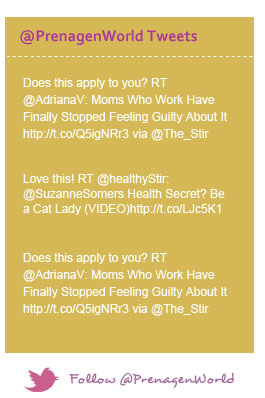 @PrenagenWorld Tweets
Does this apply to you? RT
@AdrianaV: Moms Who Work Have
Finally Stopped Feeling Guilty About It
http://t.co/Q5igNRr3 via @The_Stir
Love this! RT @healthyStir:
@SuzanneSomers Health Secret? Be
a Cat Lady (VIDEO)http://t.co/LJc5K1
Does this apply to you? RT
@AdrianaV: Moms Who Work Have
Finally Stopped Feeling Guilty About It
http://t.co/Q5igNRr3 via @The_Stir
Follow @PrenagenWorld